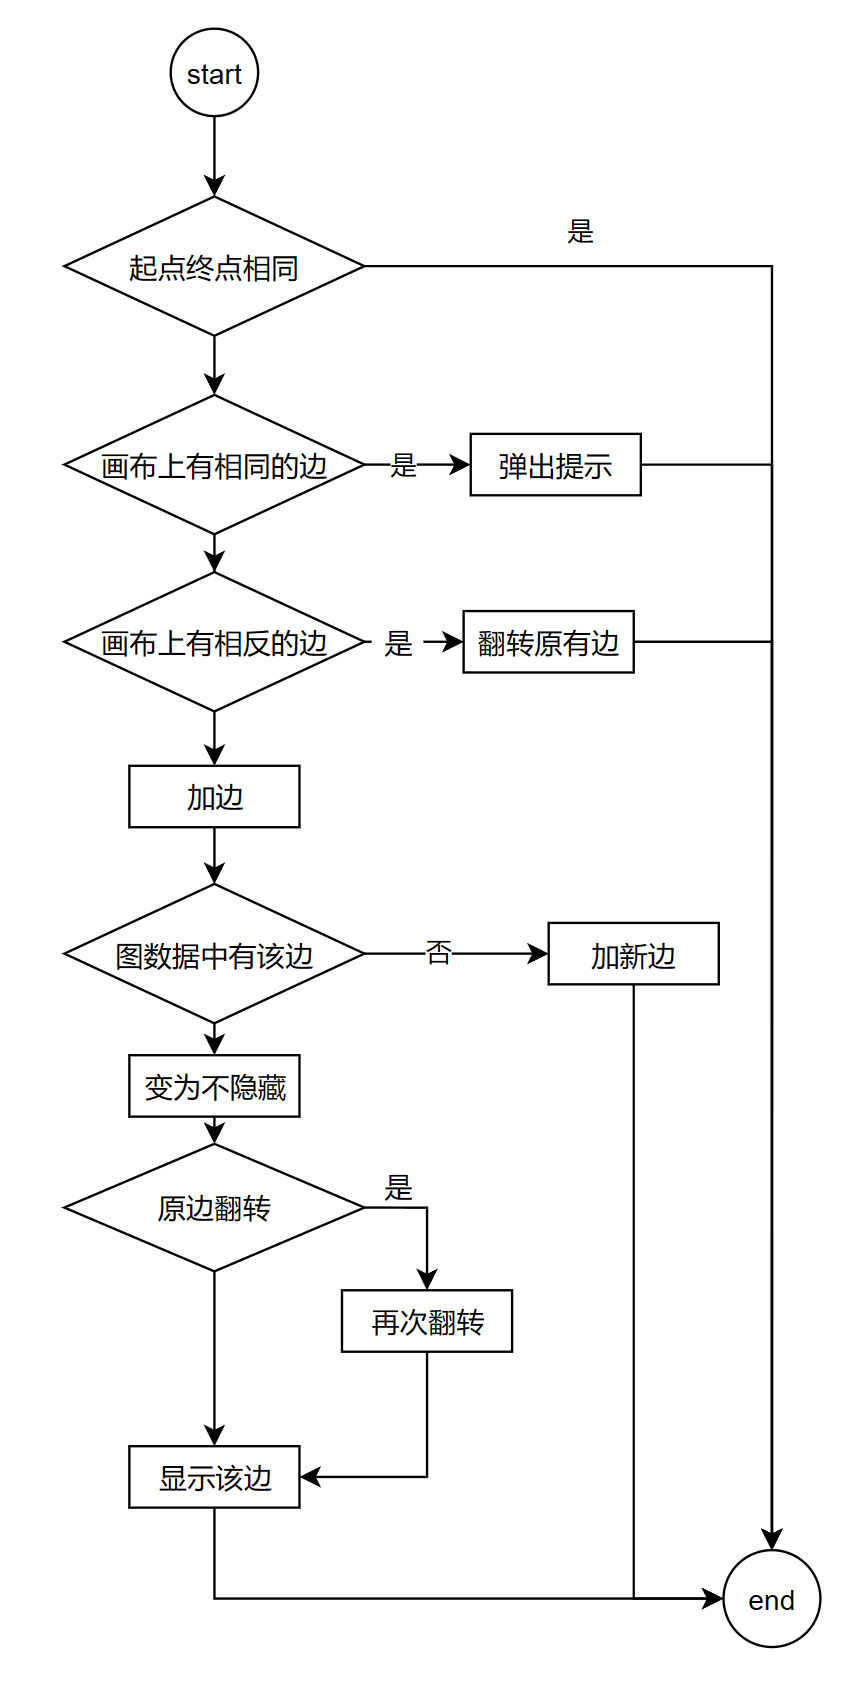 start
是
起点终点相同
画布上有相同的边
是
弹出提示
画布上有相反的边
是
翻转原有边
加边
图数据中有该边
否
加新边
变为不隐藏
是
原边翻转
再次翻转
显示该边
end